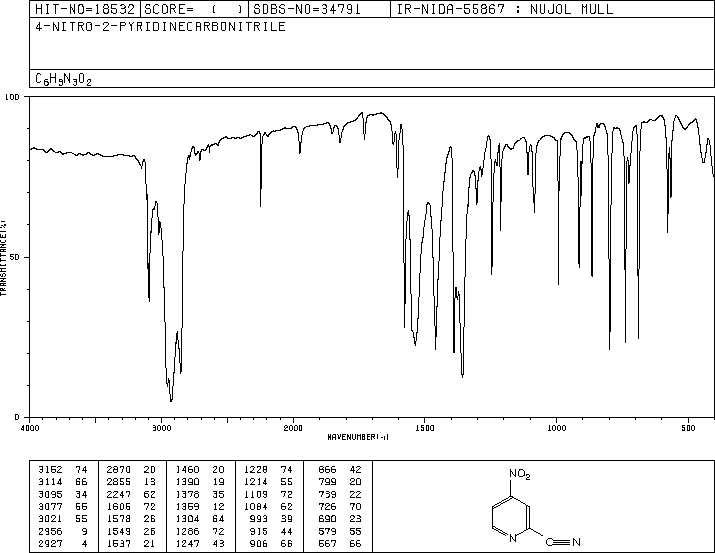 HIT-NO=18532 SCORE= ( ) SDBS-NO=34791 IR-NIDA-55867 : NUJOL MULL
4-NITRO-2-PYRIDINECARBONITRILE
C6H3N3O2
100
50
0
TRANSMITTANCE(%)
4000 3000 2000 1500 1000 500
WAVENUMBER(-1)
3162 74 2870 20 1460 20 1228 74 866 42
3114 66 2855 13 1390 19 1214 55 799 20
3095 34 2247 62 1378 35 1109 72 739 22
3077 55 1606 72 1359 12 1084 62 726 70
3021 55 1578 26 1304 64 993 39 690 23
2956 9 1549 26 1286 72 915 44 579 55
2927 4 1537 21 1247 43 906 66 567 66
NO2
N
C≡N